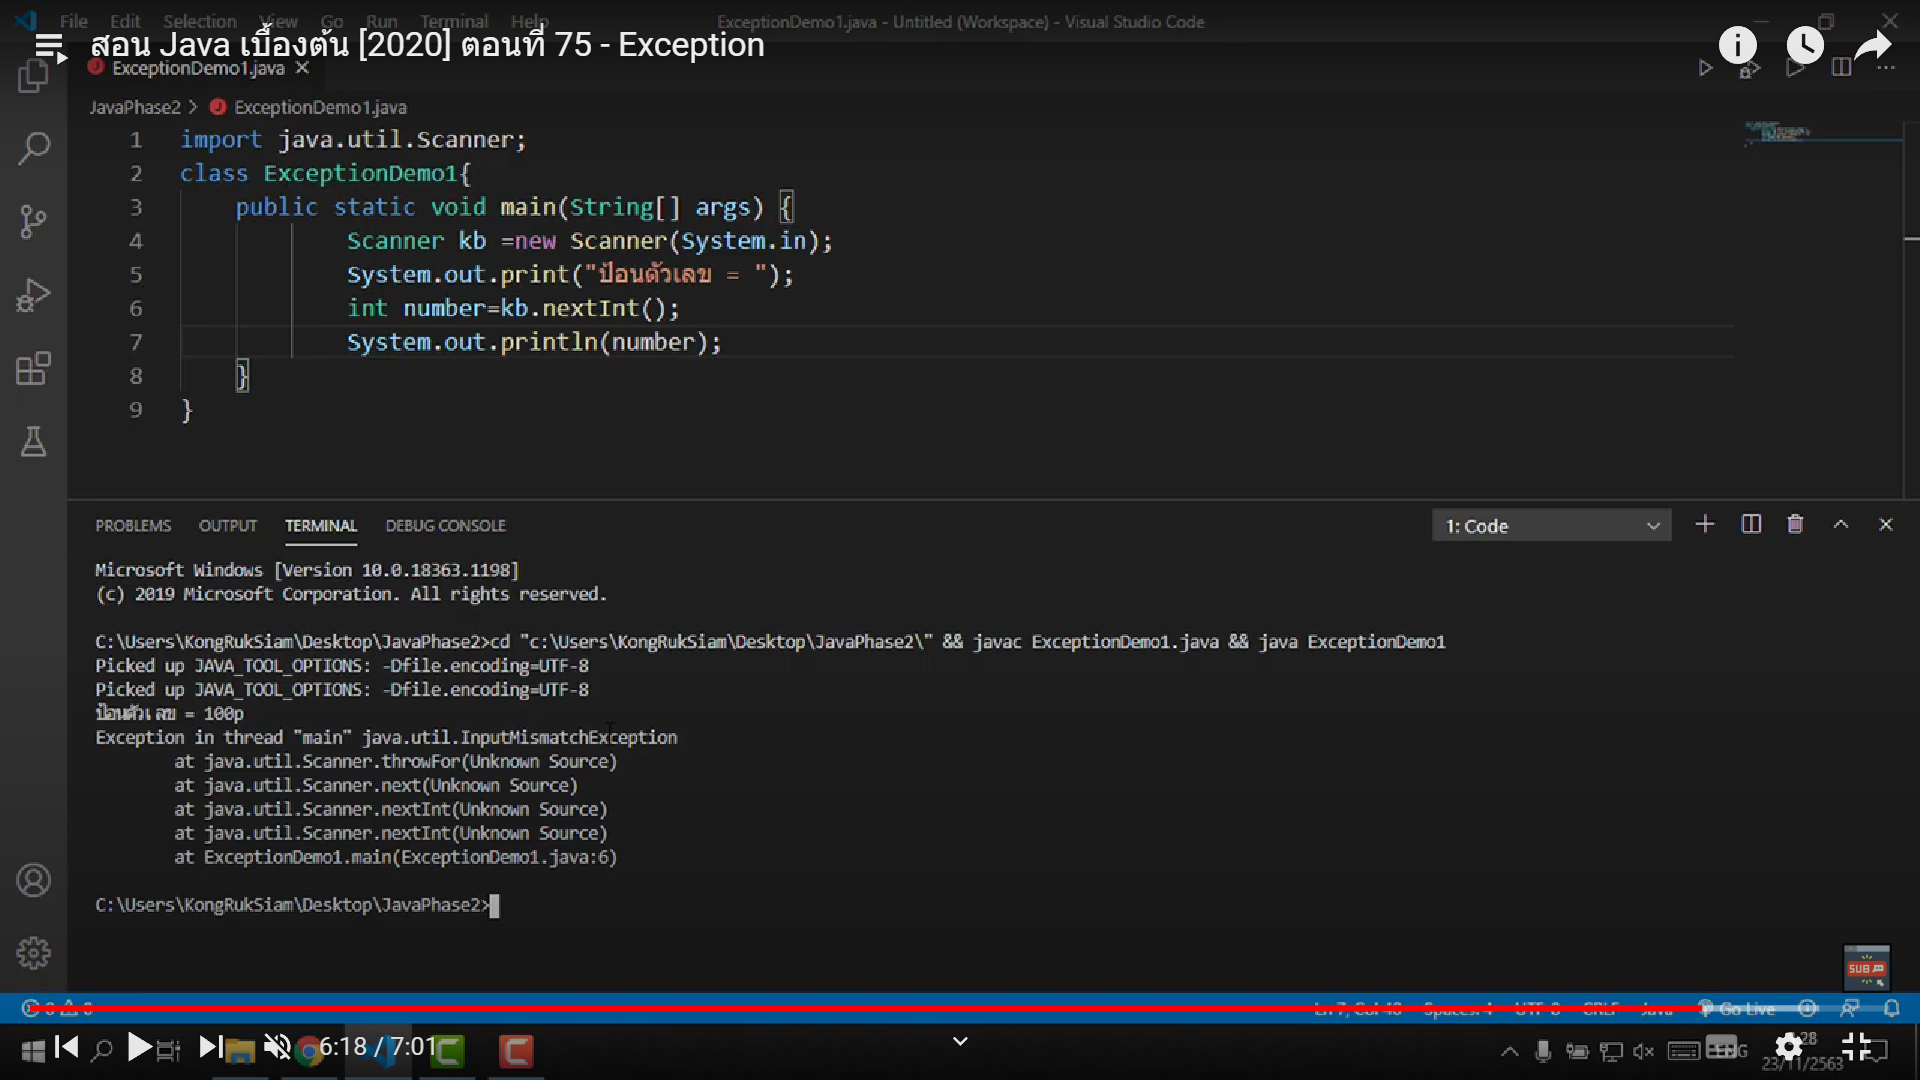 File Edit Selection View Go Run Terminal Help
ExceptionDemo1.java - Untitled (Workspace) - Visual Studio Code
สอน Java เบื้องต้น [2020] ตอนที่ 75 - Exception
ExceptionDemo1.java
JavaPhase2 > ExceptionDemo1.java
1 import java.util.Scanner;
2 class ExceptionDemo1{
3 public static void main(String[] args) {
4 Scanner kb =new Scanner(System.in);
5 System.out.print("ป้อนตัวเลข = ");
6 int number=kb.nextInt();
7 System.out.println(number);
8 }
9 }
PROBLEMS OUTPUT TERMINAL DEBUG CONSOLE
1: Code
Microsoft Windows [Version 10.0.18363.1198]
(c) 2019 Microsoft Corporation. All rights reserved.
C:\Users\KongRukSiam\Desktop\JavaPhase2>cd "c:\Users\KongRukSiam\Desktop\JavaPhase2\" && javac ExceptionDemo1.java && java ExceptionDemo1
Picked up JAVA_TOOL_OPTIONS: -Dfile.encoding=UTF-8
Picked up JAVA_TOOL_OPTIONS: -Dfile.encoding=UTF-8
ป้อนตัวเลข = 100p
Exception in thread "main" java.util.InputMismatchException
at java.util.Scanner.throwFor(Unknown Source)
at java.util.Scanner.next(Unknown Source)
at java.util.Scanner.nextInt(Unknown Source)
at java.util.Scanner.nextInt(Unknown Source)
at ExceptionDemo1.main(ExceptionDemo1.java:6)
C:\Users\KongRukSiam\Desktop\JavaPhase2>
SUB
Go Live
6:18 / 7:01
23/11/2563